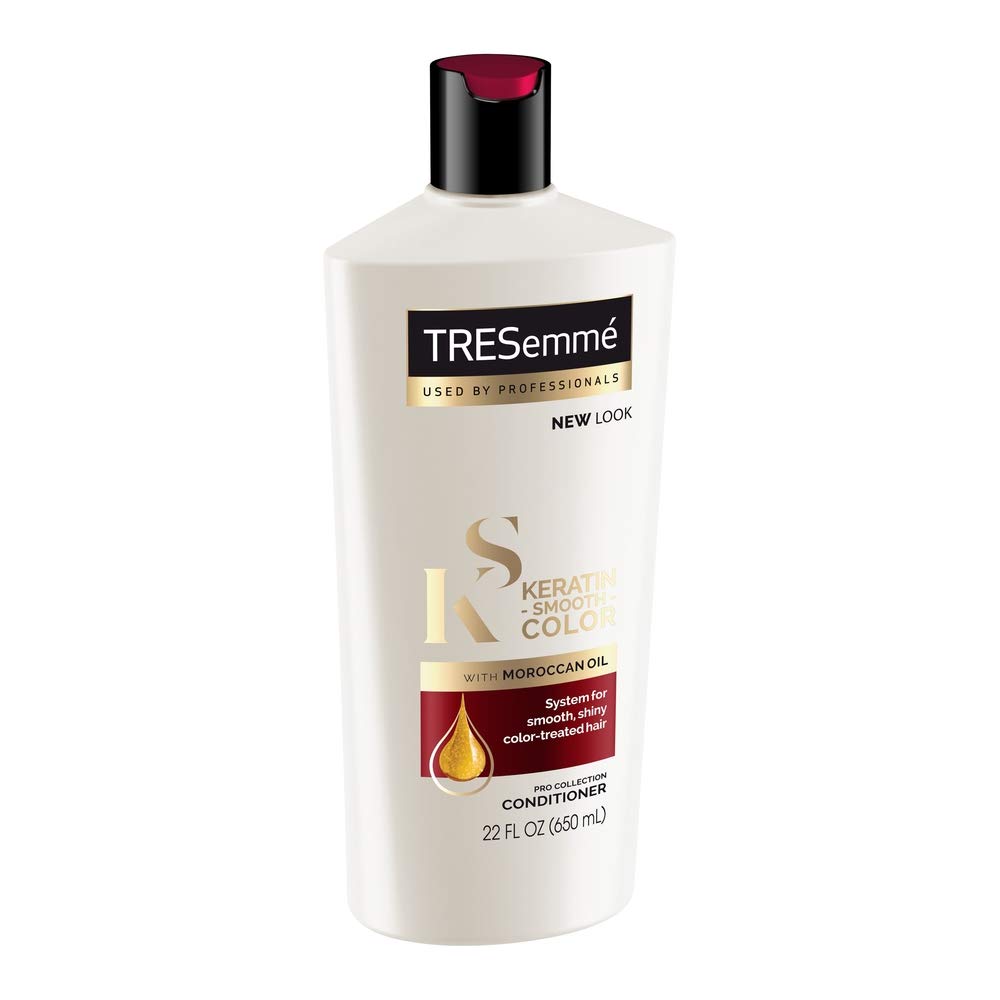 TRESemmé
USED BY PROFESSIONALS
NEW LOOK
KS
KERATIN
- SMOOTH -
COLOR
WITH MOROCCAN OIL
System for
smooth, shiny
color-treated hair
PRO COLLECTION
CONDITIONER
22 FL OZ (650 mL)